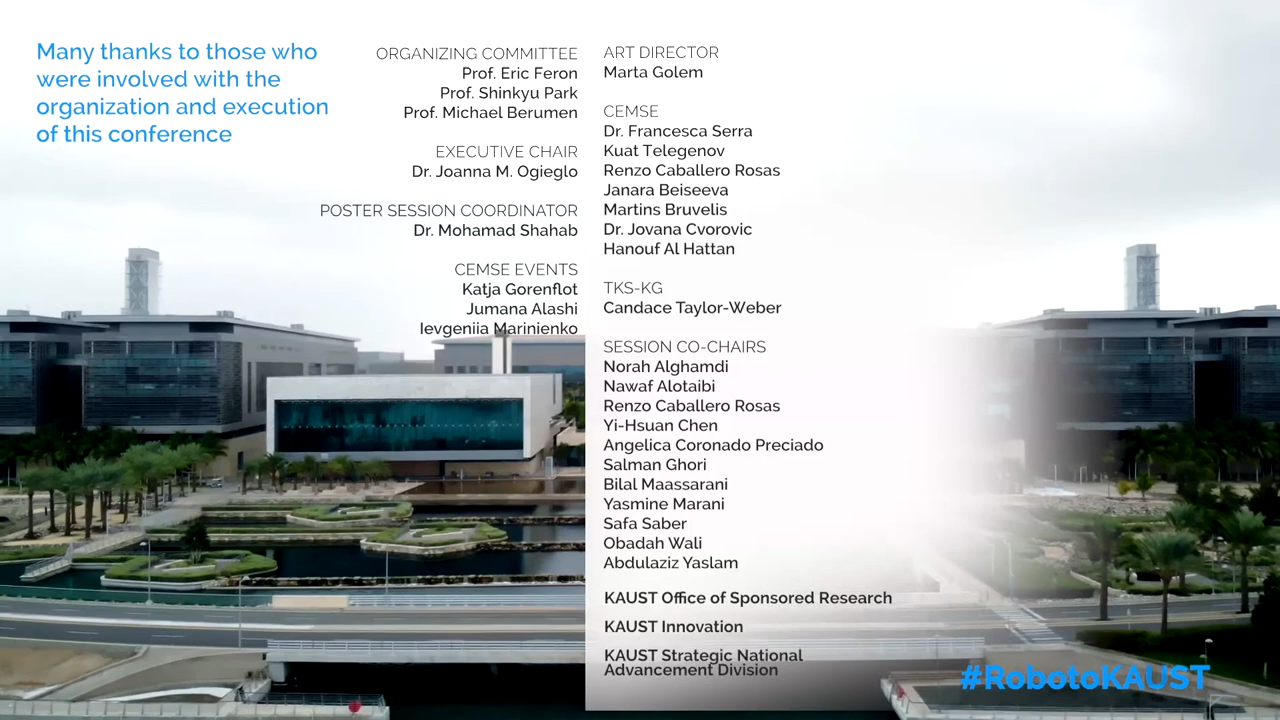 Many thanks to those who
were involved with the
organization and execution
of this conference
ORGANIZING COMMITTEE
Prof. Eric Feron
Prof. Shinkyu Park
Prof. Michael Berumen
EXECUTIVE CHAIR
Dr. Joanna M. Ogieglo
POSTER SESSION COORDINATOR
Dr. Mohamad Shahab
CEMSE EVENTS
Katja Gorenflot
Jumana Alashi
Ievgeniia Marinienko
ART DIRECTOR
Marta Golem
CEMSE
Dr. Francesca Serra
Kuat Telegenov
Renzo Caballero Rosas
Janara Beiseeva
Martins Bruvelis
Dr. Jovana Cvorovic
Hanouf Al Hattan
TKS-KG
Candace Taylor-Weber
SESSION CO-CHAIRS
Norah Alghamdi
Nawaf Alotaibi
Renzo Caballero Rosas
Yi-Hsuan Chen
Angelica Coronado Preciado
Salman Ghori
Bilal Maassarani
Yasmine Marani
Safa Saber
Obadah Wali
Abdulaziz Yaslam
KAUST Office of Sponsored Research
KAUST Innovation
KAUST Strategic National
Advancement Division
#RobotoKAUST